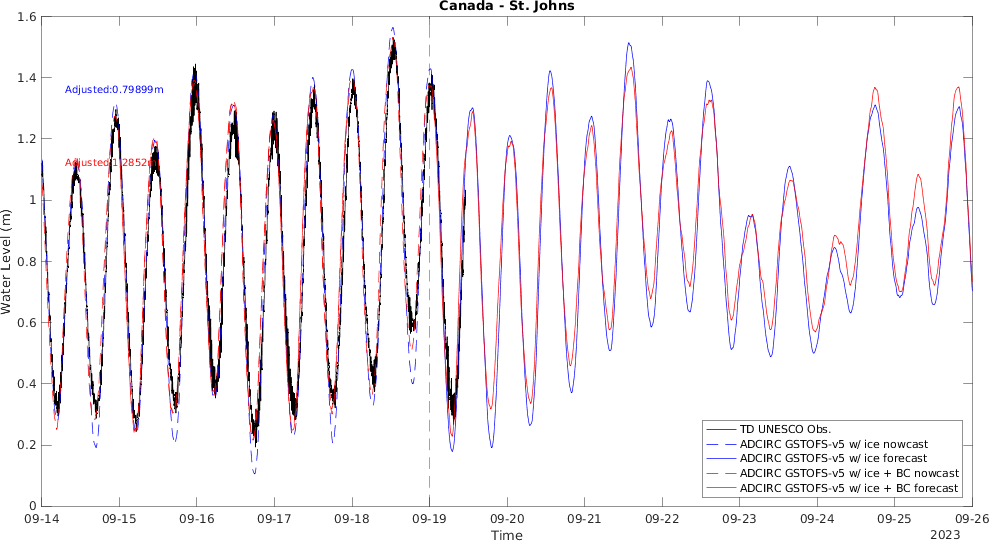 Canada - St. Johns
1.6
1.4
1.2
1
0.8
0.6
0.4
0.2
0
Water Level (m)
Adjusted:0.79899m
Adjusted:1.2852m
TD UNESCO Obs.
ADCIRC GSTOFS-v5 w/ ice nowcast
ADCIRC GSTOFS-v5 w/ ice forecast
ADCIRC GSTOFS-v5 w/ ice + BC nowcast
ADCIRC GSTOFS-v5 w/ ice + BC forecast
09-14 09-15 09-16 09-17 09-18 09-19 09-20 09-21 09-22 09-23 09-24 09-25 09-26
Time
2023